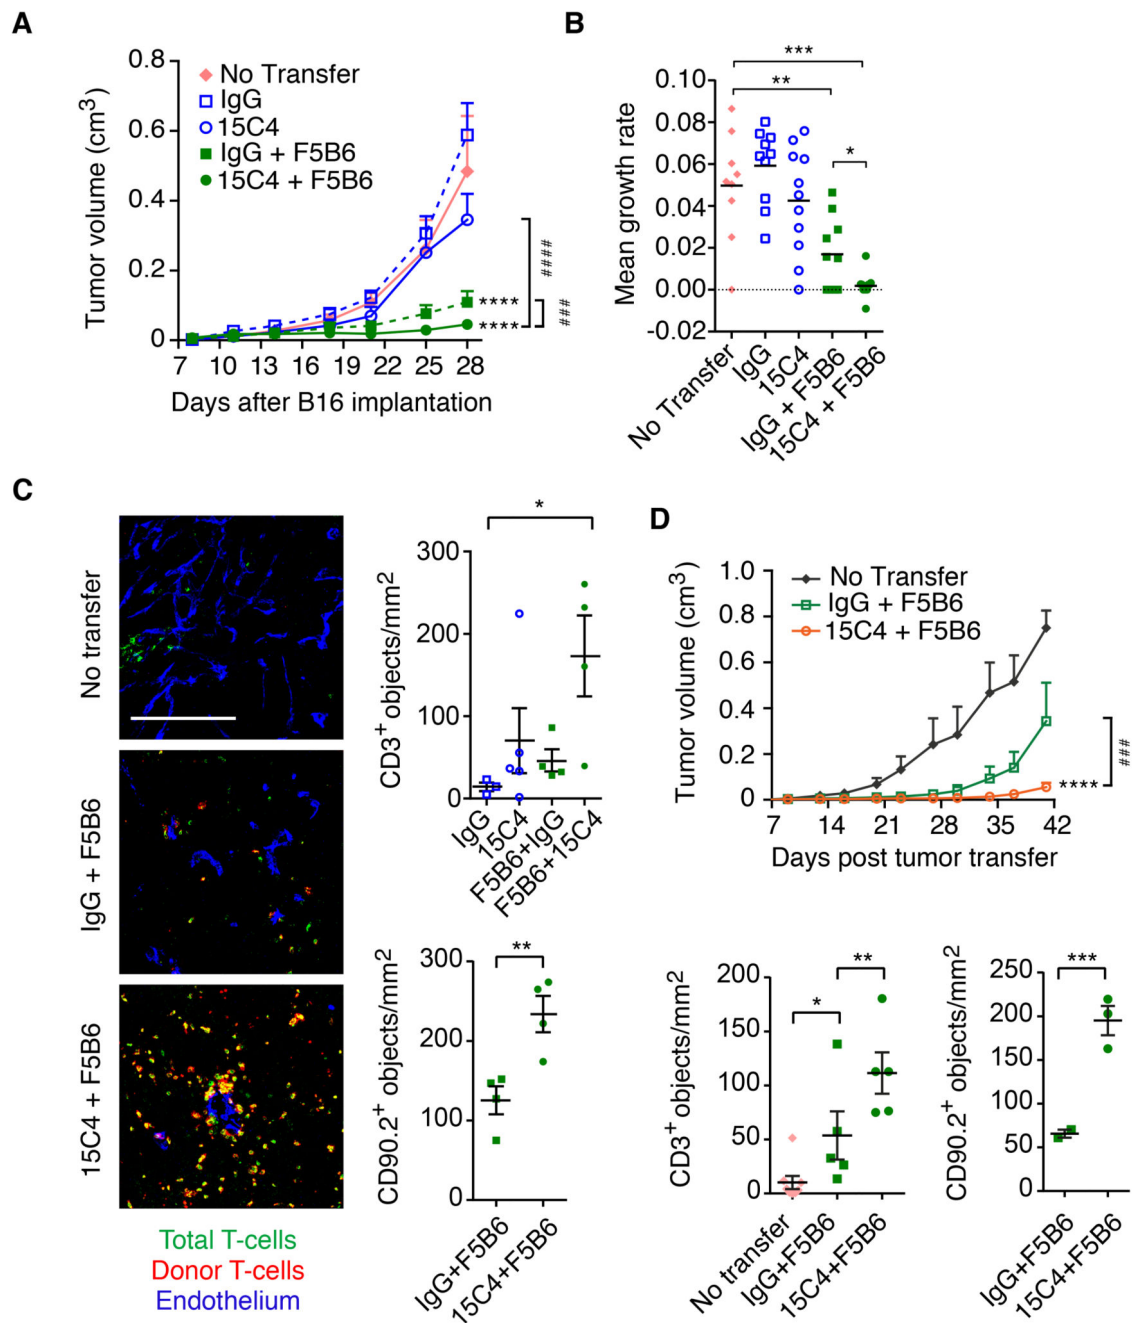 A
0.8
0.6
0.4
0.2
0
Tumor volume (cm3)
No Transfer
IgG
15C4
IgG + F5B6
15C4 + F5B6
####
###
****
****
7 10 13 16 19 22 25 28
Days after B16 implantation
B
***
**
*
0.10
0.08
0.06
0.04
0.02
0.00
-0.02
Mean growth rate
No Transfer
IgG
15C4
IgG + F5B6
15C4 + F5B6
C
No transfer
IgG + F5B6
15C4 + F5B6
Total T-cells
Donor T-cells
Endothelium
*
300
200
100
0
CD3+ objects/mm2
IgG
15C4
F5B6+IgG
F5B6+15C4
**
300
200
100
0
CD90.2+ objects/mm2
IgG+F5B6
15C4+F5B6
D
1.0
0.8
0.6
0.4
0.2
0
Tumor volume (cm3)
No Transfer
IgG + F5B6
15C4 + F5B6
###
****
7 14 21 28 35 42
Days post tumor transfer
**
*
200
150
100
50
0
CD3+ objects/mm2
No transfer
IgG+F5B6
15C4+F5B6
***
250
200
150
100
50
0
CD90.2+ objects/mm2
IgG+F5B6
15C4+F5B6